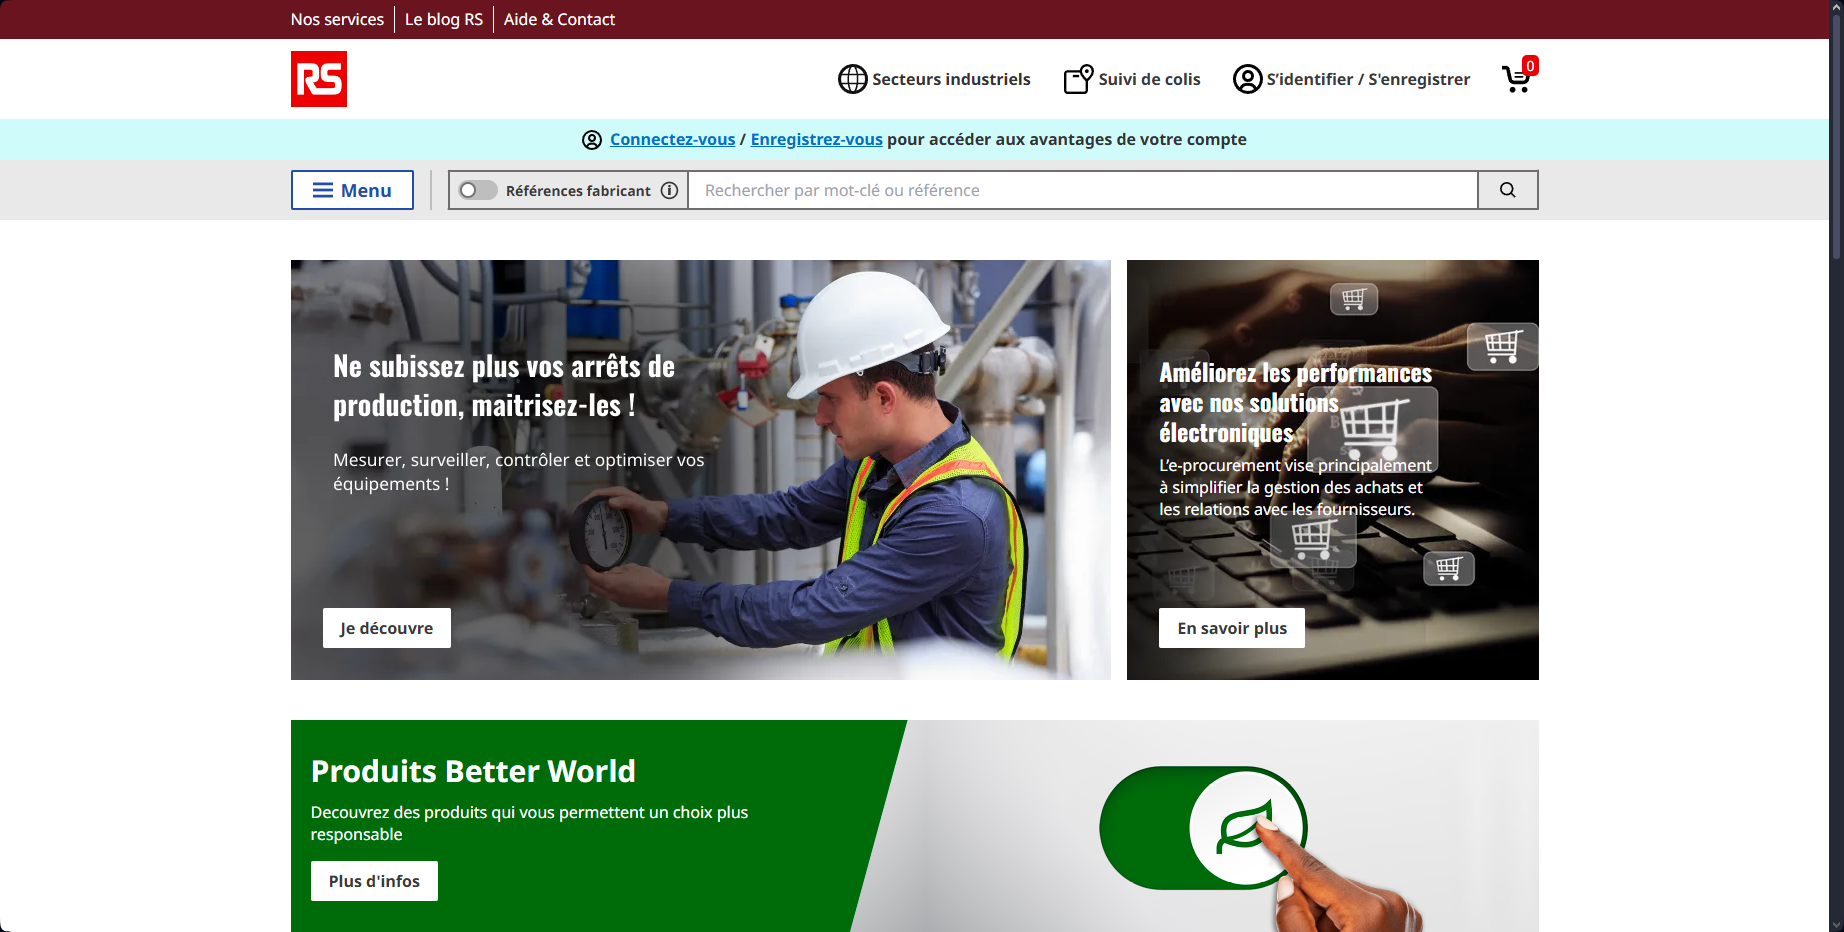 Nos services
Le blog RS
Aide & Contact
RS
Secteurs industriels
Suivi de colis
S’identifier / S'enregistrer
0
Connectez-vous / Enregistrez-vous pour accéder aux avantages de votre compte
Menu
Références fabricant
Rechercher par mot-clé ou référence
Ne subissez plus vos arrêts de
production, maitrisez-les !
Mesurer, surveiller, contrôler et optimiser vos
équipements !
Je découvre
Améliorez les performances
avec nos solutions
électroniques
L’e-procurement vise principalement
à simplifier la gestion des achats et
les relations avec les fournisseurs.
En savoir plus
Produits Better World
Decouvrez des produits qui vous permettent un choix plus
responsable
Plus d'infos